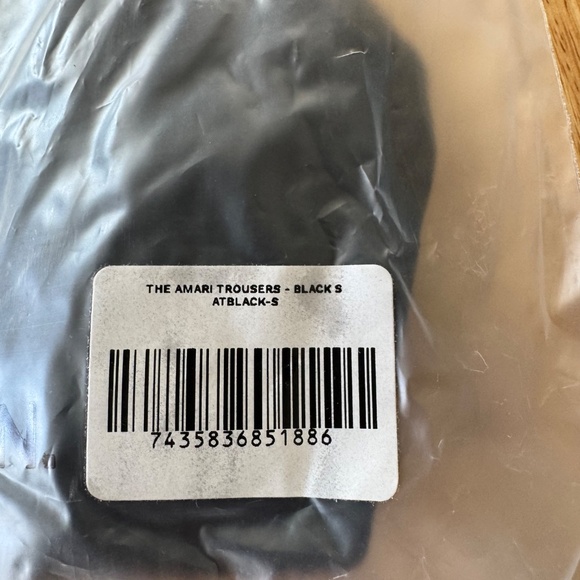 THE AMARI TROUSERS - BLACK S
ATBLACK-S
7435836851886
N.